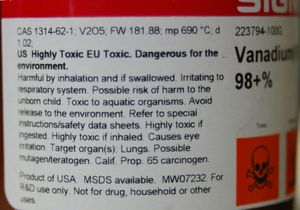 SIGM
CAS 1314-62-1; V2O5; FW 181.88; mp 690 °C; d
1.02;
US Highly Toxic EU Toxic. Dangerous for the
environment.
Harmful by inhalation and if swallowed. Irritating to
respiratory system. Possible risk of harm to the
unborn child. Toxic to aquatic organisms. Avoid
release to the environment. Refer to special
instructions/safety data sheets. Highly toxic if
ingested. Highly toxic if inhaled. Causes eye
irritation. Target organ(s): Lungs. Possible
mutagen/teratogen. Calif. Prop. 65 carcinogen.
Product of USA. MSDS available. MW07232. For
R&D use only. Not for drug, household or other
uses.
223794-100G
Vanadium
98+%
Toxic